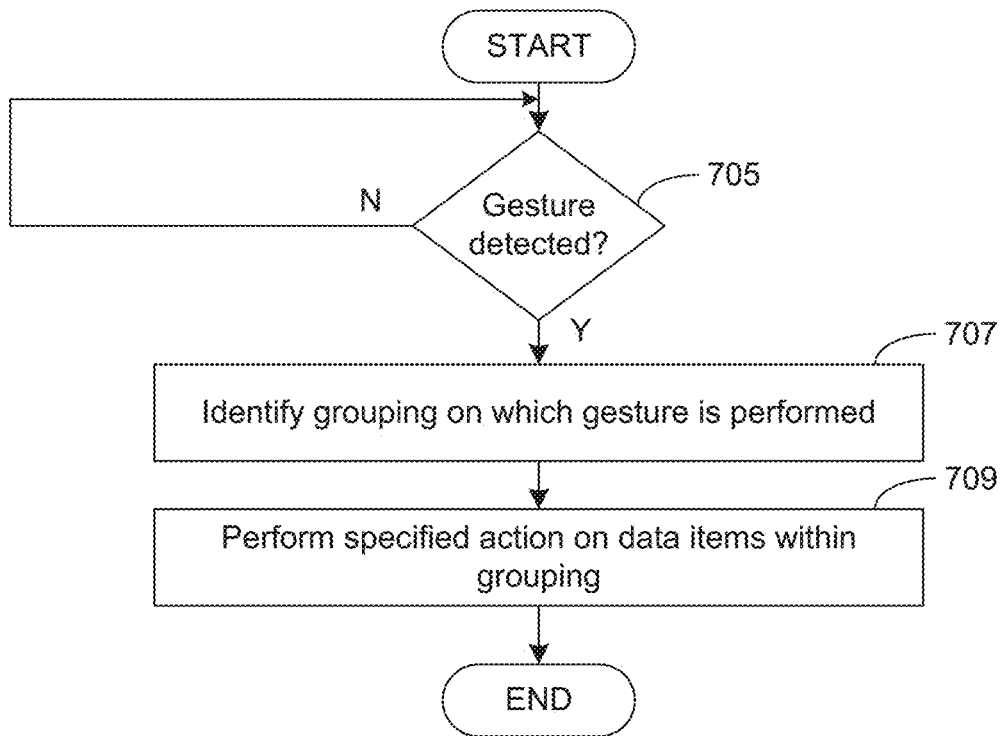 START
705
N
Gesture
detected?
Y
707
Identify grouping on which gesture is performed
709
Perform specified action on data items within
grouping
END